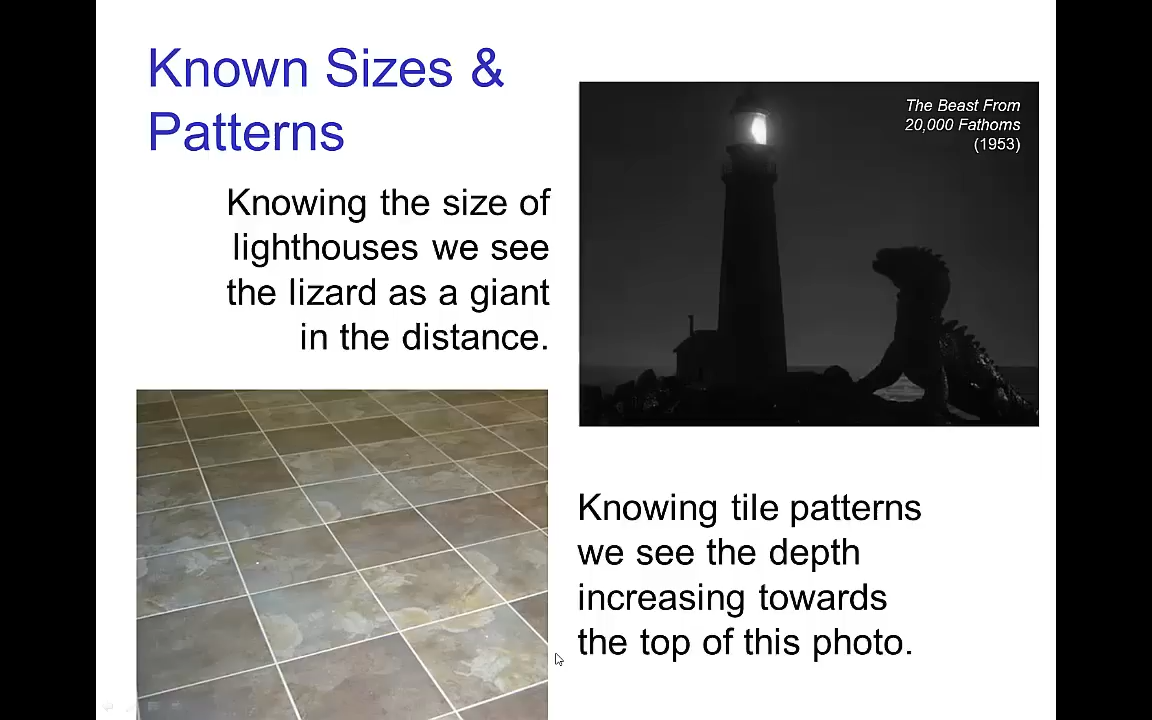 Known Sizes &
Patterns
The Beast From
20,000 Fathoms
(1953)
Knowing the size of
lighthouses we see
the lizard as a giant
in the distance.
Knowing tile patterns
we see the depth
increasing towards
the top of this photo.